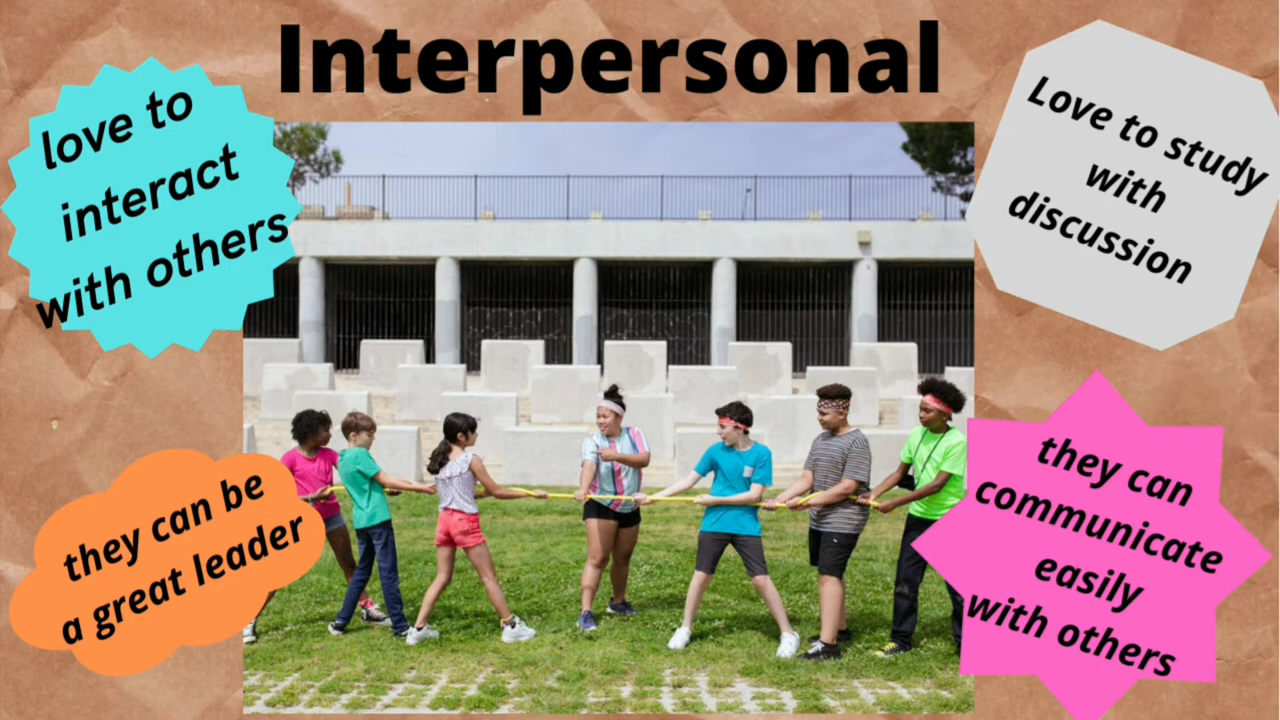 Interpersonal
love to
interact
with others
Love to study
with
discussion
they can be
a great leader
they can
communicate
easily
with others